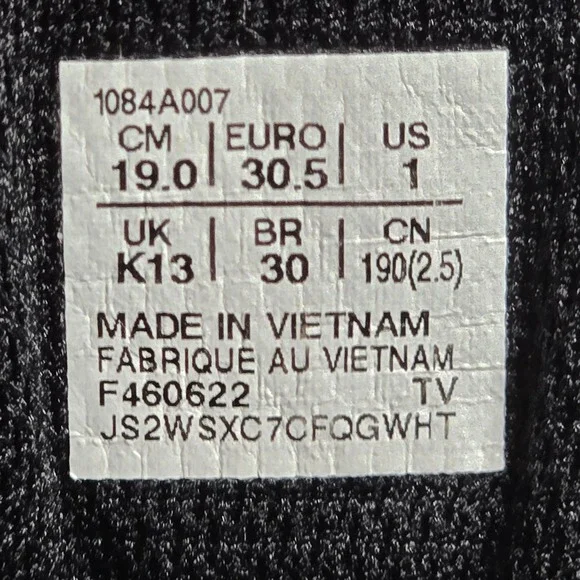 1084A007
CM | EURO | US
19.0 | 30.5 | 1
UK | BR | CN
K13 | 30 | 190(2.5)
MADE IN VIETNAM
FABRIQUE AU VIETNAM
F460622 TV
JS2WSXC7CFQGWHT